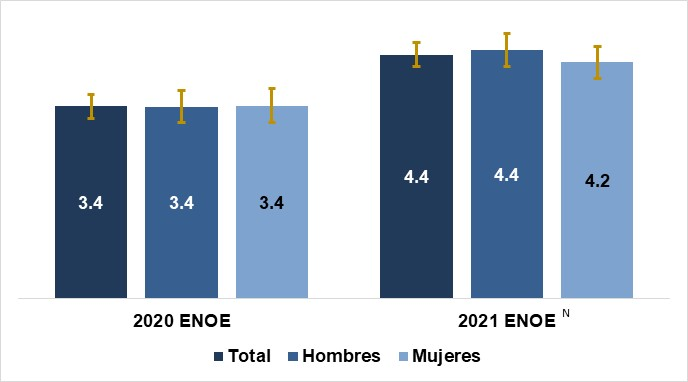 3.4 3.4 3.4 4.4 4.4 4.2
2020 ENOE 2021 ENOE N
Total Hombres Mujeres